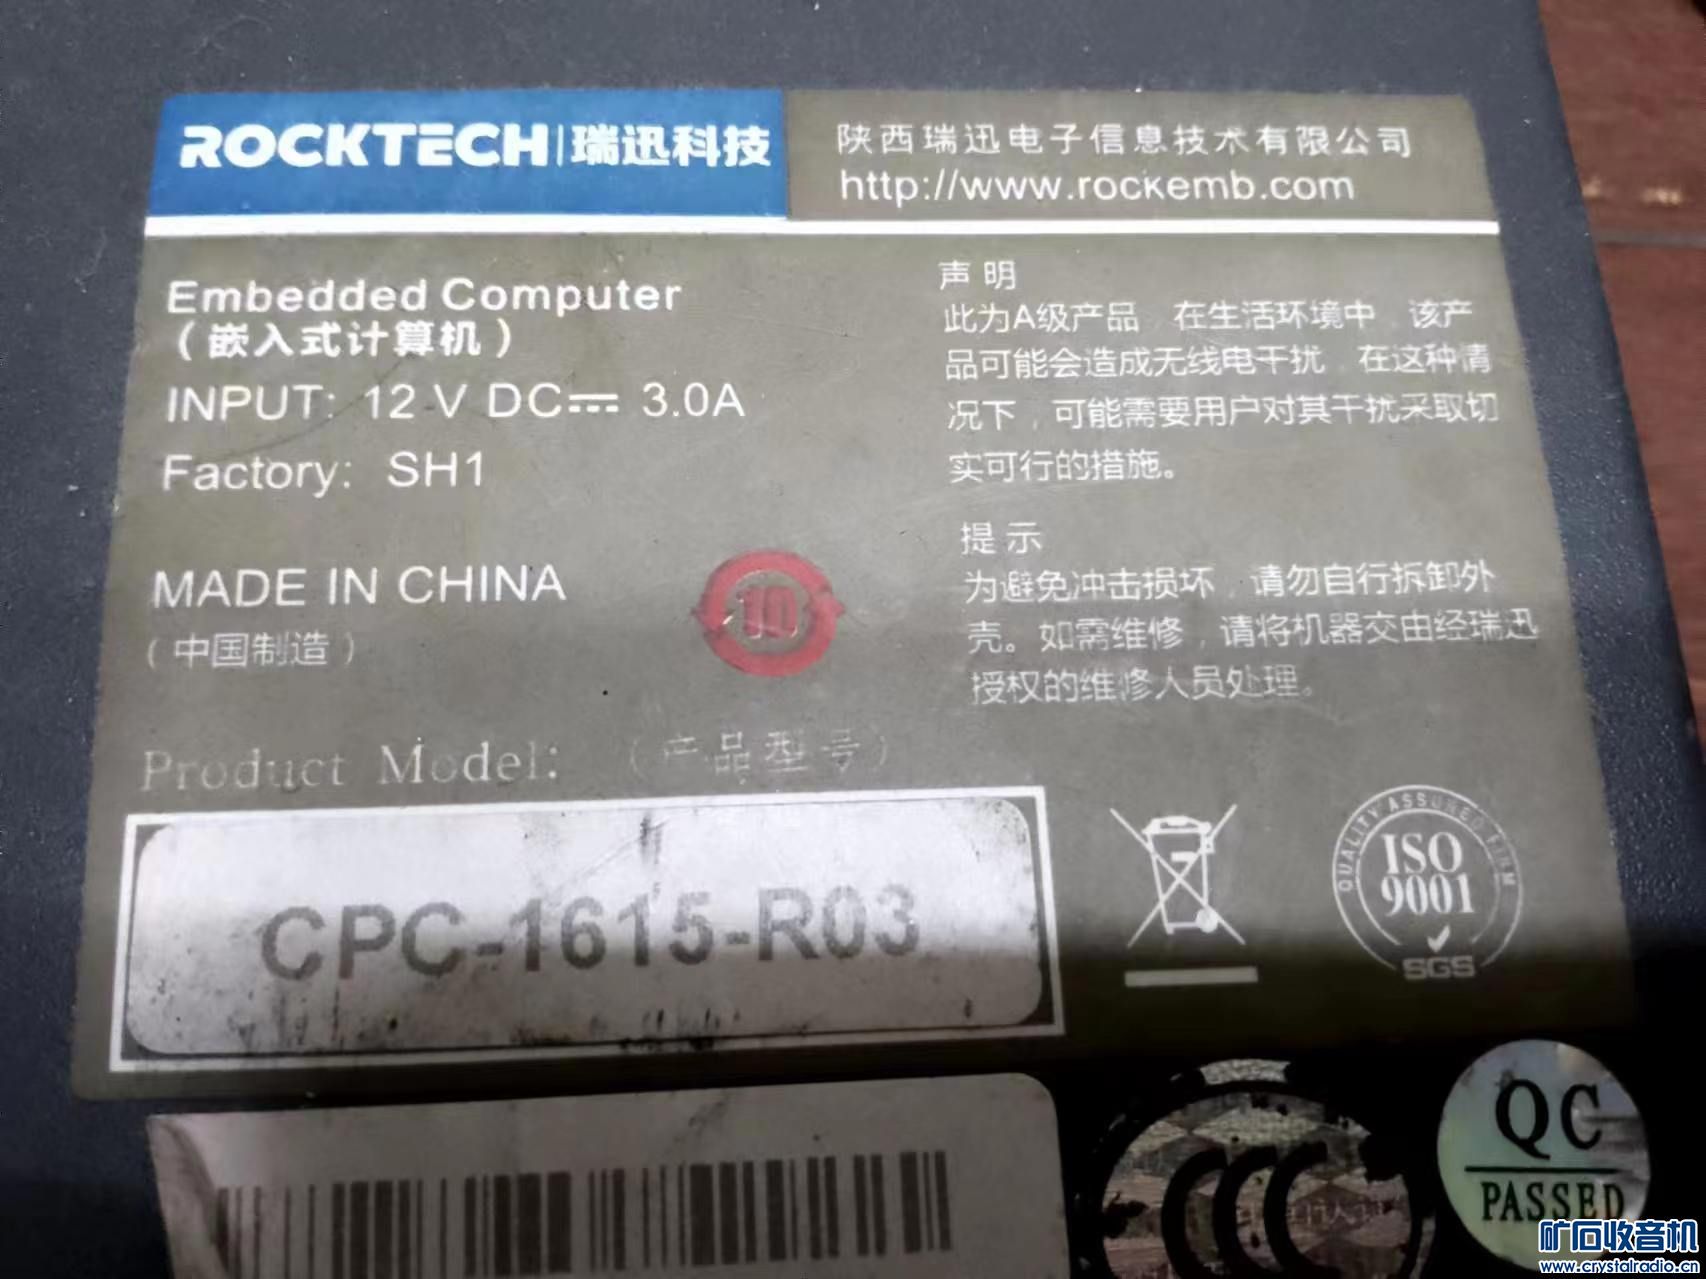 ROCKTECH|瑞迅科技
陕西瑞迅电子信息技术有限公司
http://www.rockemb.com
Embedded Computer
（嵌入式计算机）
INPUT: 12 V DC⎓ 3.0A
Factory: SH1
MADE IN CHINA
（中国制造）
10
声明
此为A级产品，在生活环境中，该产
品可能会造成无线电干扰，在这种情
况下，可能需要用户对其干扰采取切
实可行的措施。
提示
为避免冲击损坏，请勿自行拆卸外
壳。如需维修，请将机器交由经瑞迅
授权的维修人员处理。
Product Model: （产品型号）
CPC-1615-R03
QUALITY ASSURED FIRM
ISO
9001
SGS
CCC
QC
PASSED
矿石收音机
www.crystalradio.cn